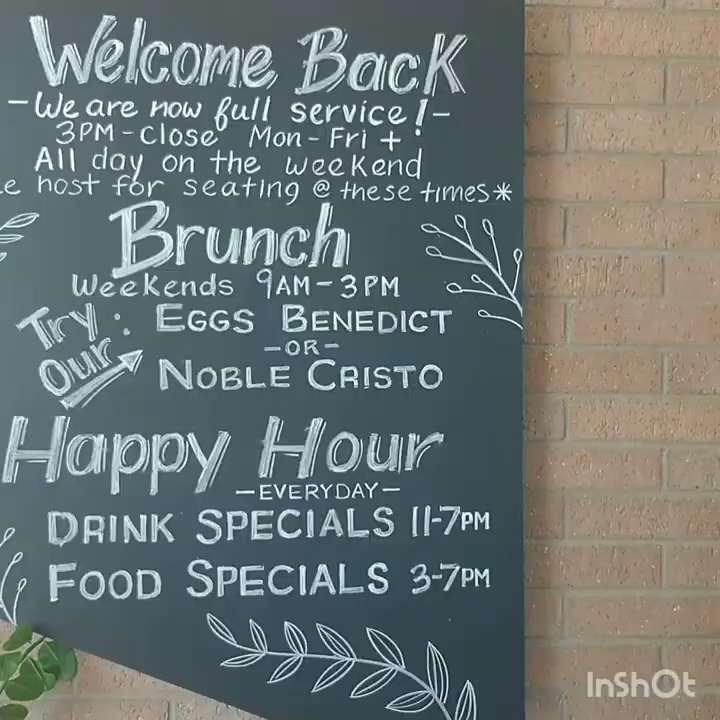 Welcome Back
-We are now full service!-
3PM-Close Mon-Fri +
All day on the weekend
host for seating @ these times*
Brunch
Weekends 9AM-3PM
Try Our: EGGS BENEDICT
-OR-
NOBLE CRISTO
Happy Hour
-EVERYDAY-
DRINK SPECIALS 11-7PM
FOOD SPECIALS 3-7PM
InShOt